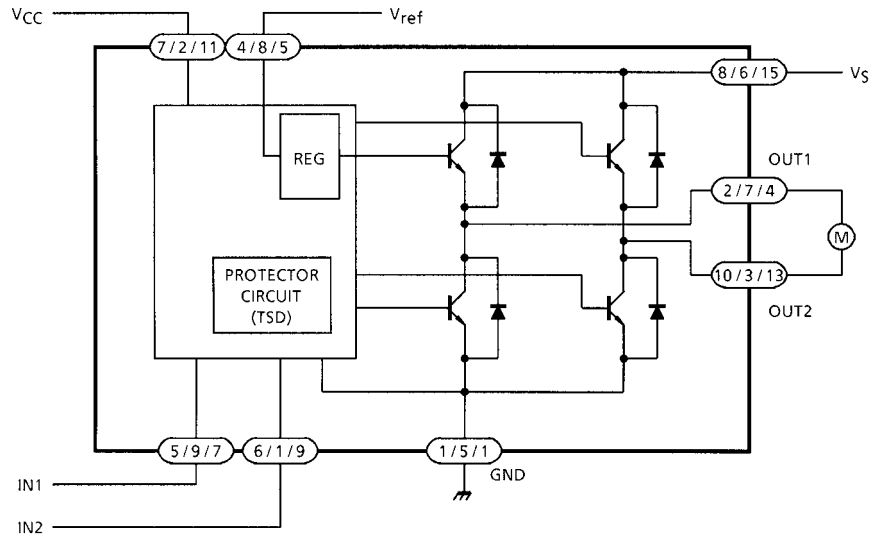 VCC
Vref
7 / 2 / 11
4 / 8 / 5
8 / 6 / 15
VS
REG
OUT1
2 / 7 / 4
M
PROTECTOR
CIRCUIT
(TSD)
10 / 3 / 13
OUT2
5 / 9 / 7
6 / 1 / 9
1 / 5 / 1
GND
IN1
IN2